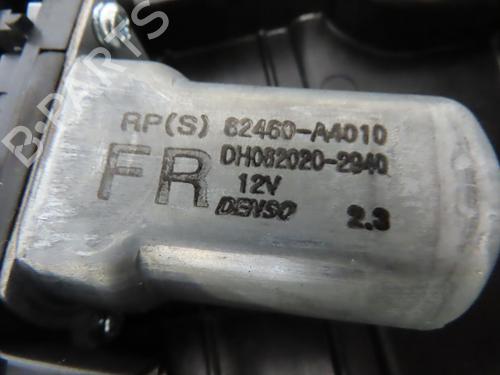 RP(S) 82460-A4010
FR
DH082020-2940
12V
DENSO 2.3
B-PARTS